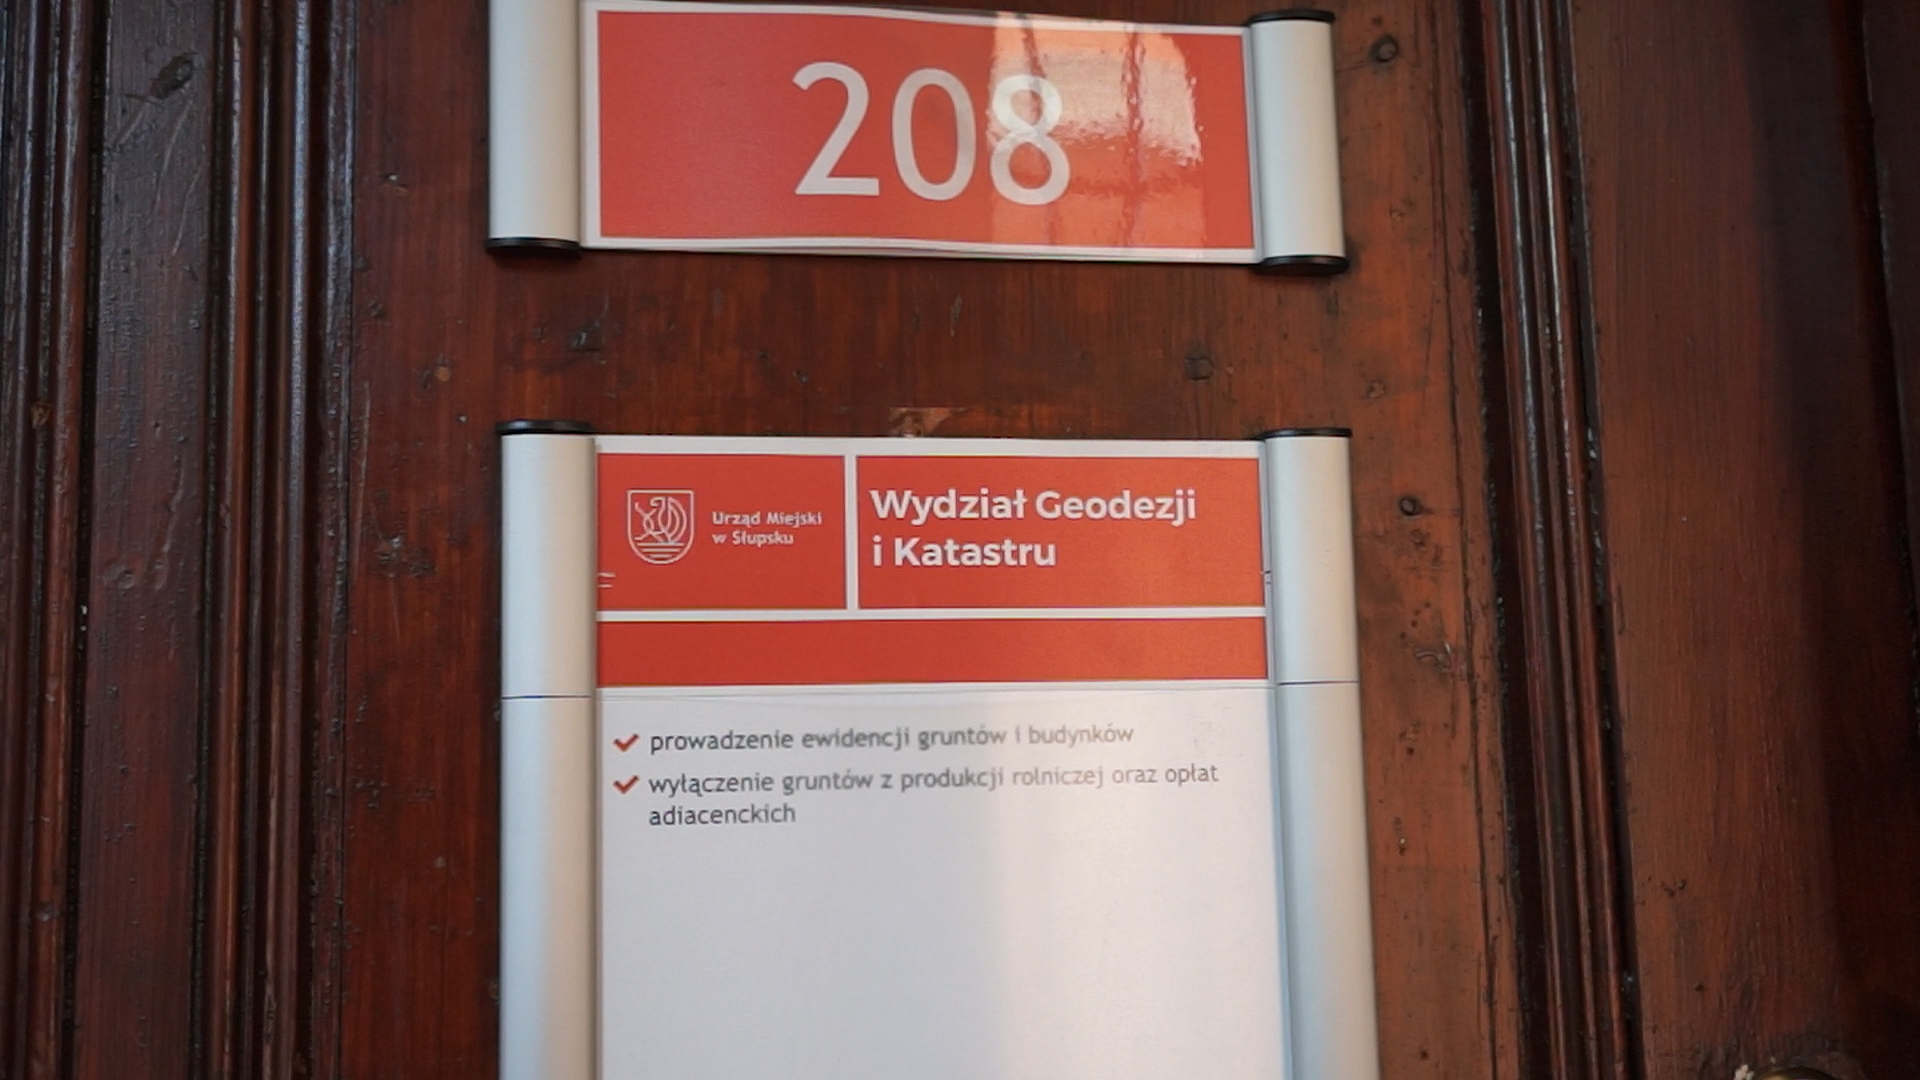 208
Urząd Miejski
w Słupsku
Wydział Geodezji
i Katastru
prowadzenie ewidencji gruntów i budynków
wyłączenie gruntów z produkcji rolniczej oraz opłat
adiacenckich